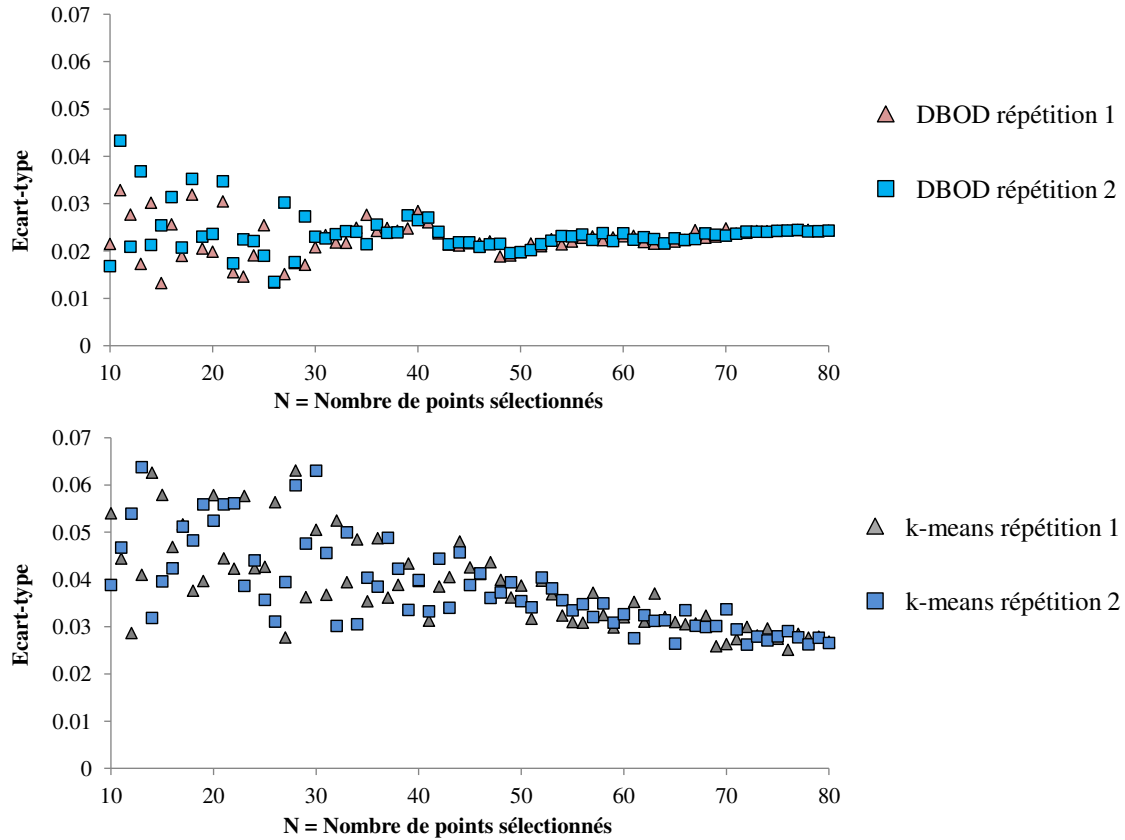 0.07
0.06
0.05
0.04
0.03
0.02
0.01
0
Ecart-type
10 20 30 40 50 60 70 80
N = Nombre de points sélectionnés
DBOD répétition 1
DBOD répétition 2
0.07
0.06
0.05
0.04
0.03
0.02
0.01
0
Ecart-type
10 20 30 40 50 60 70 80
N = Nombre de points sélectionnés
k-means répétition 1
k-means répétition 2